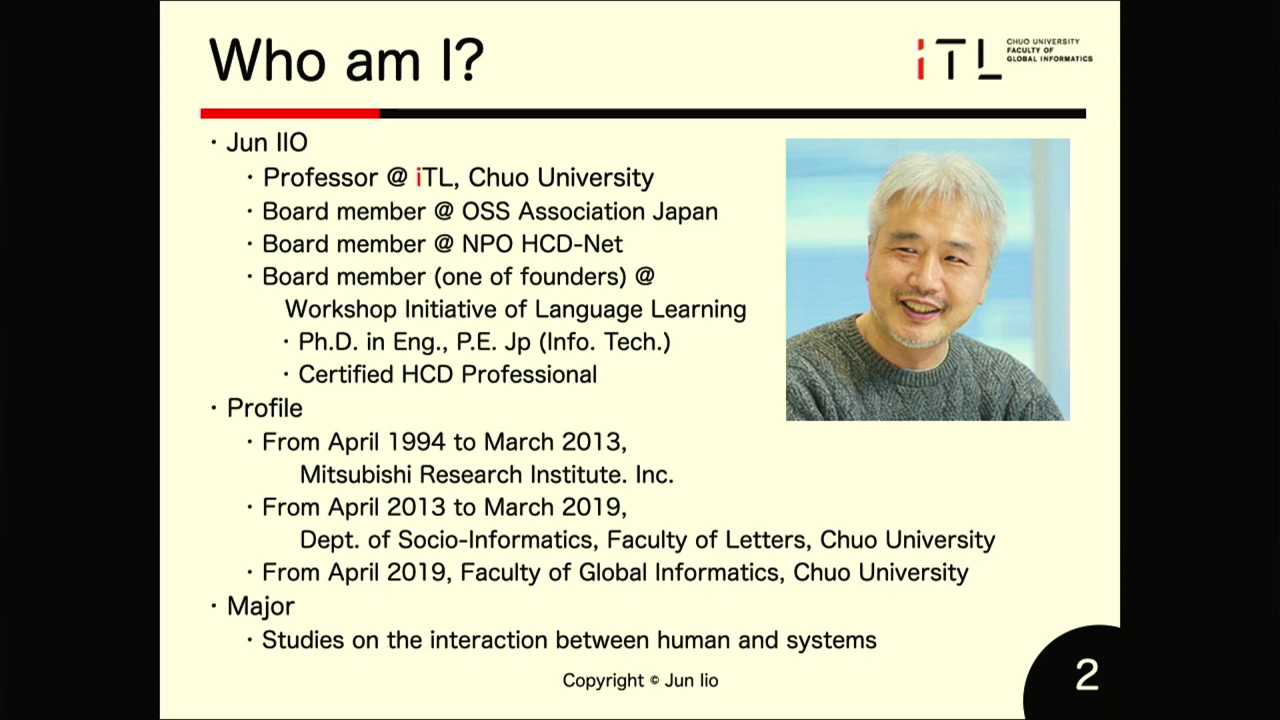 Who am I?
iTL
CHUO UNIVERSITY
FACULTY OF
GLOBAL INFORMATICS
・Jun IIO
・Professor @ iTL, Chuo University
・Board member @ OSS Association Japan
・Board member @ NPO HCD-Net
・Board member (one of founders) @
Workshop Initiative of Language Learning
・Ph.D. in Eng., P.E. Jp (Info. Tech.)
・Certified HCD Professional
・Profile
・From April 1994 to March 2013,
Mitsubishi Research Institute. Inc.
・From April 2013 to March 2019,
Dept. of Socio-Informatics, Faculty of Letters, Chuo University
・From April 2019, Faculty of Global Informatics, Chuo University
・Major
・Studies on the interaction between human and systems
Copyright © Jun Iio
2